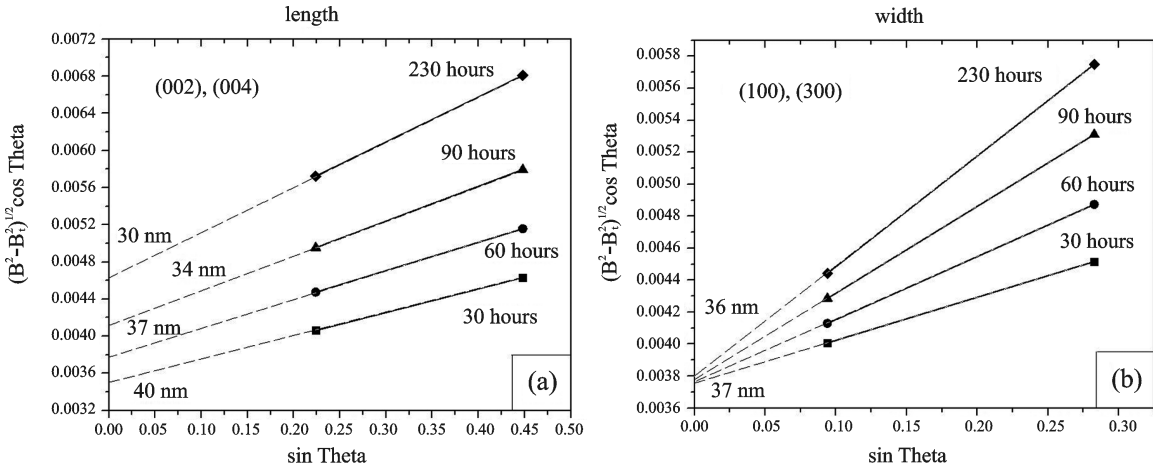 length
0.0072
0.0068
0.0064
0.0060
0.0056
0.0052
0.0048
0.0044
0.0040
0.0036
0.0032
(B²-Bᵢ²)¹/²cos Theta
(002), (004)
230 hours
90 hours
60 hours
30 hours
30 nm
34 nm
37 nm
40 nm
(a)
0.00 0.05 0.10 0.15 0.20 0.25 0.30 0.35 0.40 0.45 0.50
sin Theta
width
0.0058
0.0056
0.0054
0.0052
0.0050
0.0048
0.0046
0.0044
0.0042
0.0040
0.0038
0.0036
(B²-Bᵢ²)¹/²cos Theta
(100), (300)
230 hours
90 hours
60 hours
30 hours
36 nm
37 nm
(b)
0.00 0.05 0.10 0.15 0.20 0.25 0.30
sin Theta